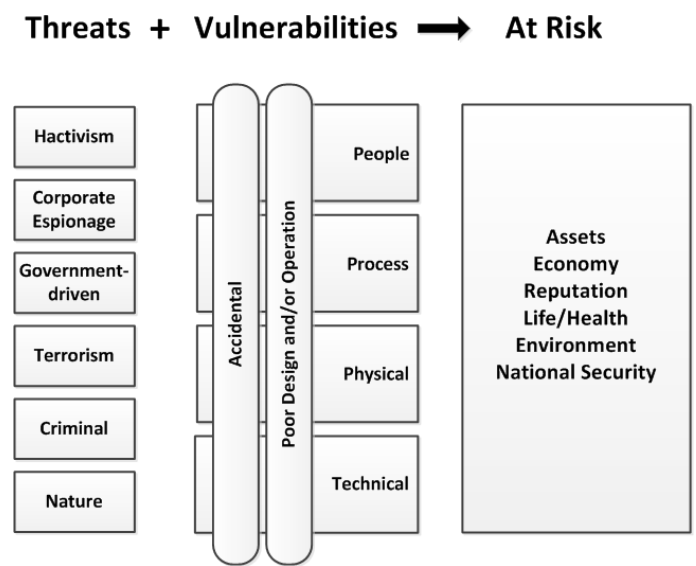 Threats + Vulnerabilities → At Risk
Hactivism
Corporate
Espionage
Government-
driven
Terrorism
Criminal
Nature
Accidental
Poor Design and/or Operation
People
Process
Physical
Technical
Assets
Economy
Reputation
Life/Health
Environment
National Security